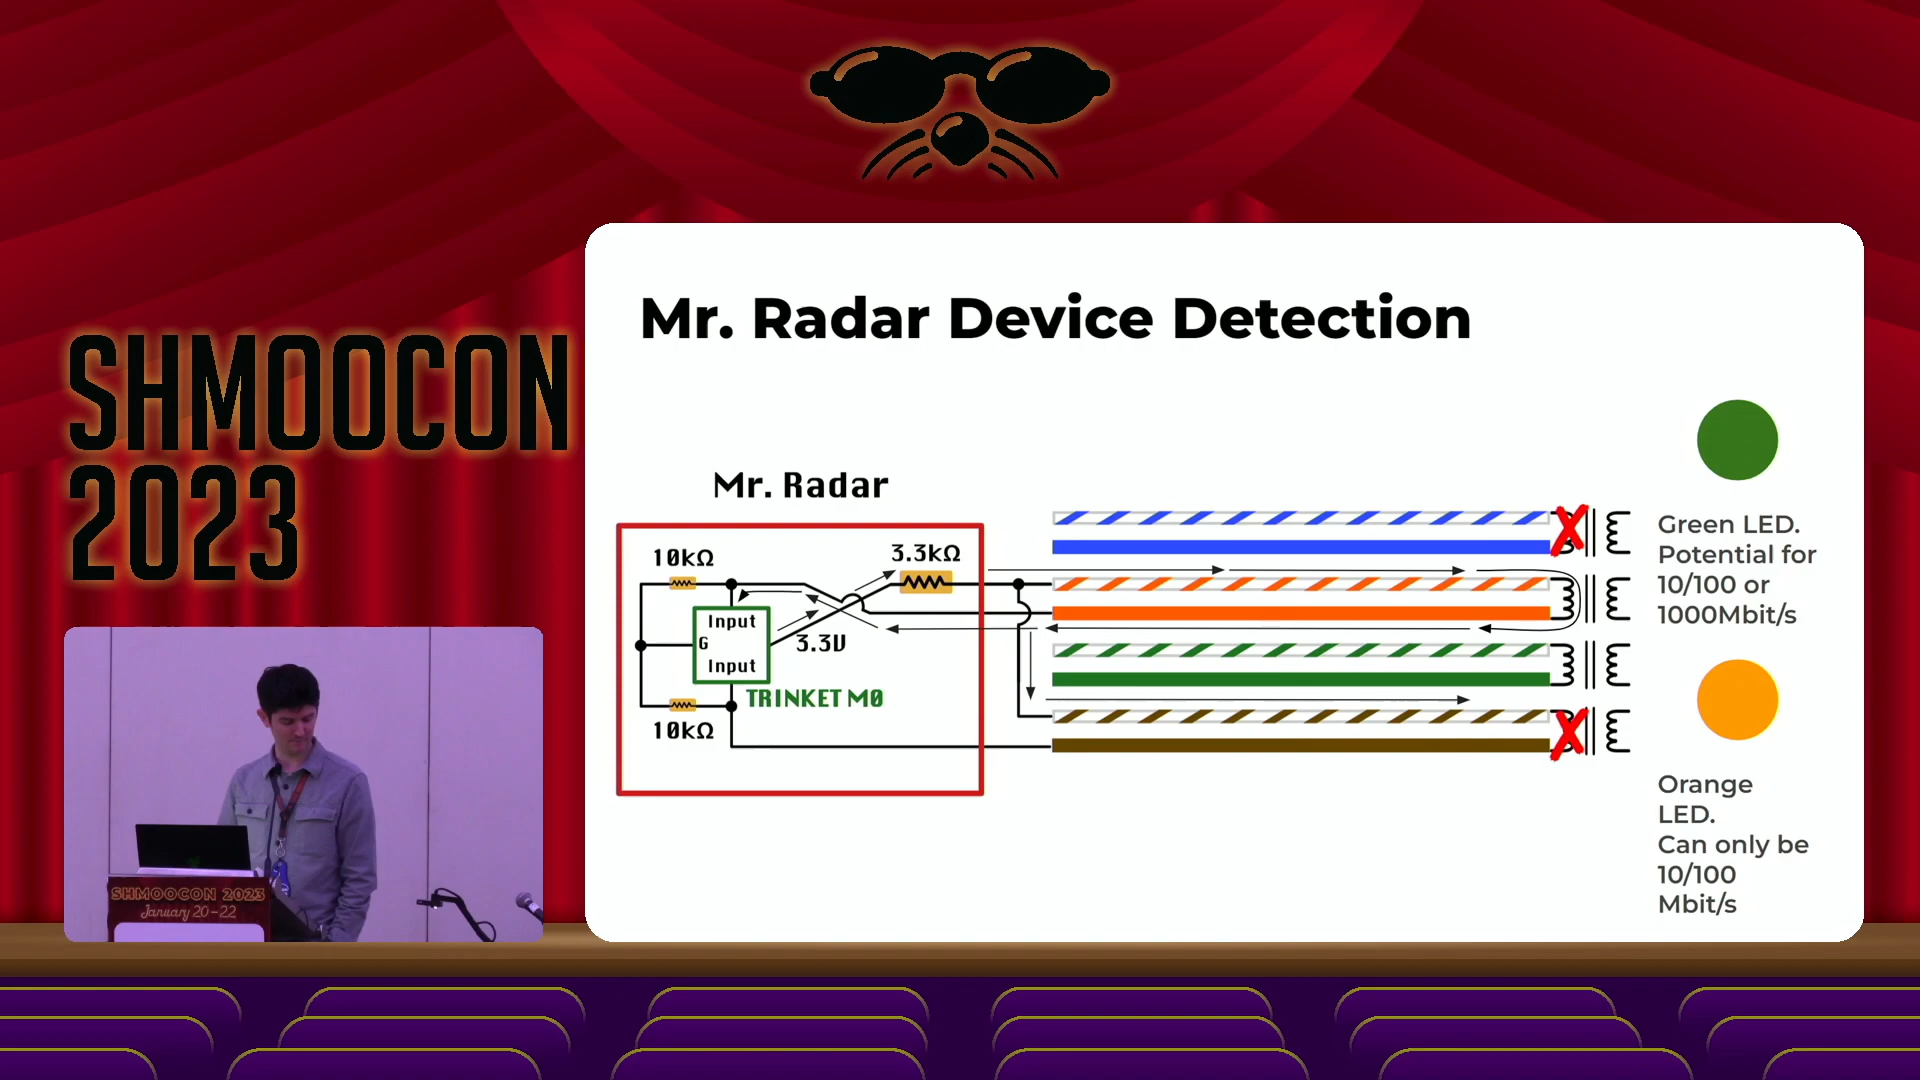 SHMOOCON
2023
Mr. Radar Device Detection
Mr. Radar
10kΩ
3.3kΩ
Input
G
Input
3.3V
TRINKET M0
10kΩ
Green LED.
Potential for
10/100 or
1000Mbit/s
Orange
LED.
Can only be
10/100
Mbit/s
SHMOOCON 2023
January 20-22